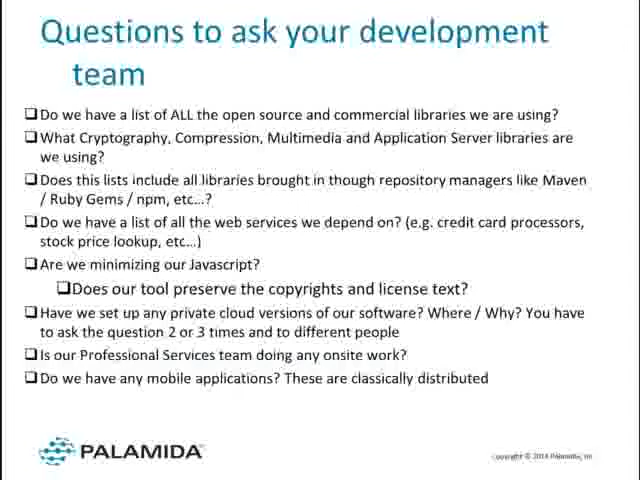 Questions to ask your development
team
❑Do we have a list of ALL the open source and commercial libraries we are using?
❑What Cryptography, Compression, Multimedia and Application Server libraries are
we using?
❑Does this lists include all libraries brought in though repository managers like Maven
/ Ruby Gems / npm, etc…?
❑Do we have a list of all the web services we depend on? (e.g. credit card processors,
stock price lookup, etc…)
❑Are we minimizing our Javascript?
❑Does our tool preserve the copyrights and license text?
❑Have we set up any private cloud versions of our software? Where / Why? You have
to ask the question 2 or 3 times and to different people
❑Is our Professional Services team doing any onsite work?
❑Do we have any mobile applications? These are classically distributed
PALAMIDA
Copyright © 2014 Palamida, Inc